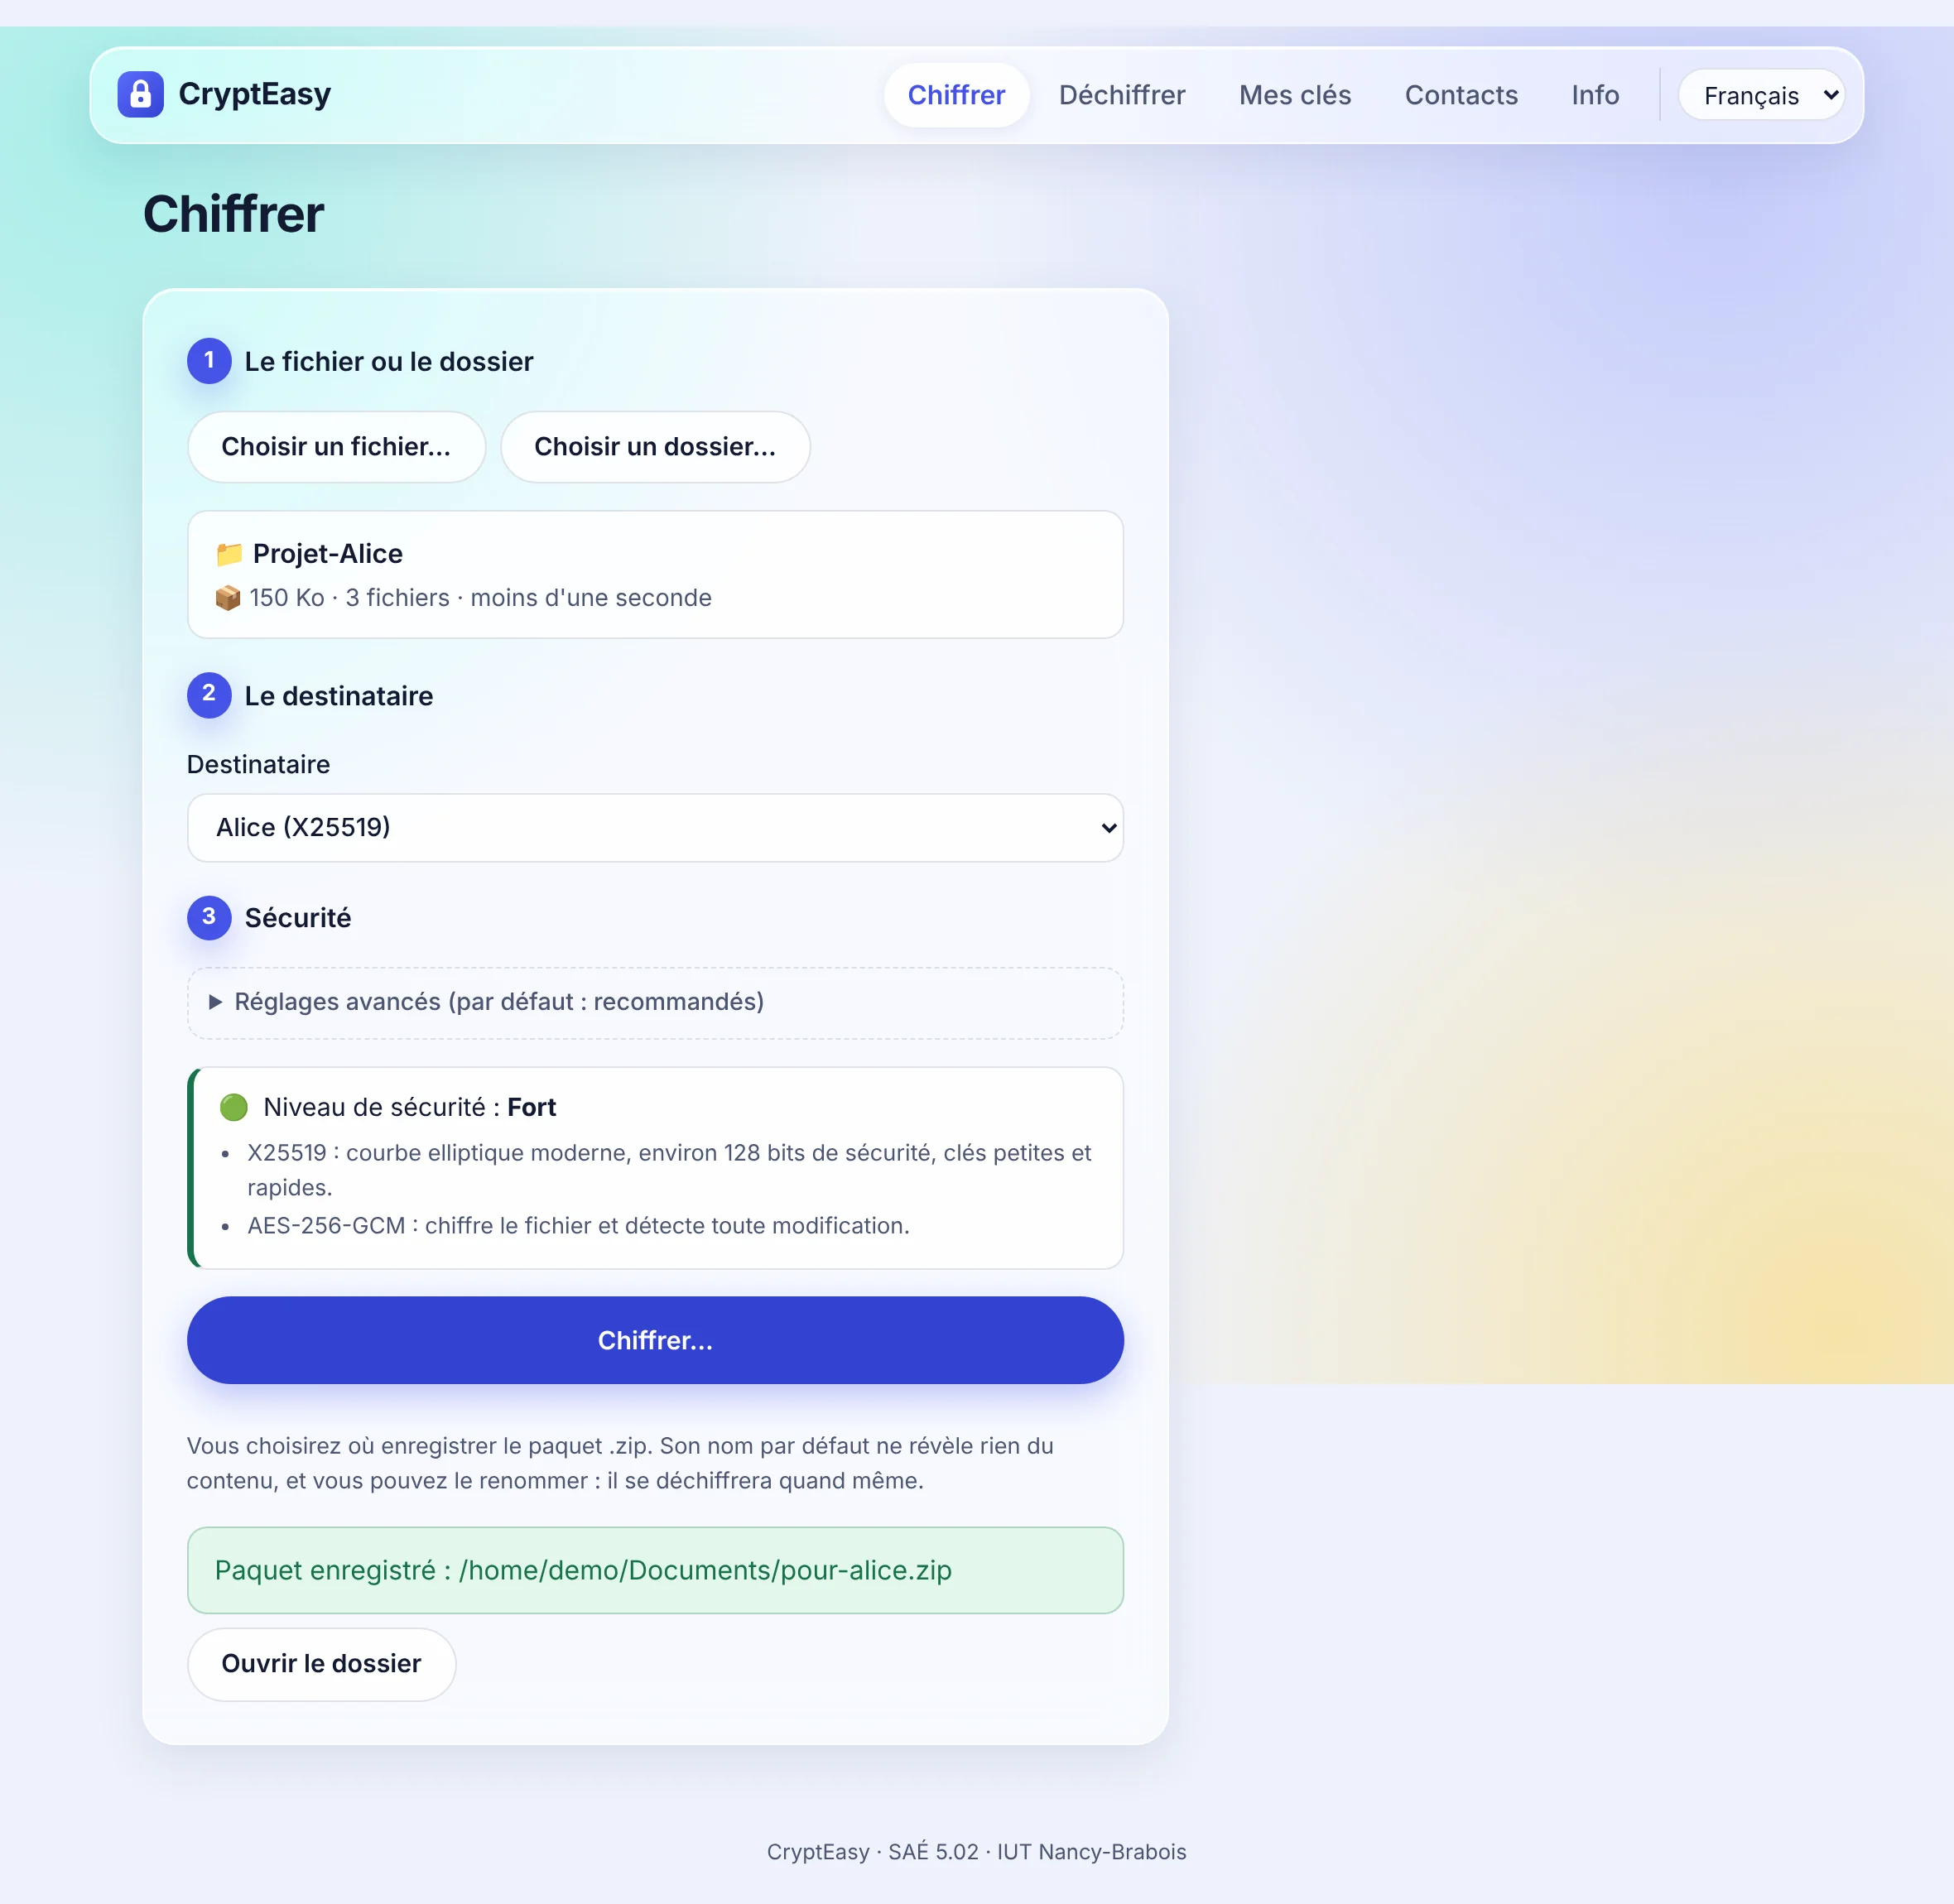 CryptEasy
Chiffrer
Déchiffrer
Mes clés
Contacts
Info
Français
Chiffrer
1 Le fichier ou le dossier
Choisir un fichier...
Choisir un dossier...
Projet-Alice
150 Ko · 3 fichiers · moins d'une seconde
2 Le destinataire
Destinataire
Alice (X25519)
3 Sécurité
Réglages avancés (par défaut : recommandés)
Niveau de sécurité : Fort
• X25519 : courbe elliptique moderne, environ 128 bits de sécurité, clés petites et
rapides.
• AES-256-GCM : chiffre le fichier et détecte toute modification.
Chiffrer...
Vous choisirez où enregistrer le paquet .zip. Son nom par défaut ne révèle rien du
contenu, et vous pouvez le renommer : il se déchiffrera quand même.
Paquet enregistré : /home/demo/Documents/pour-alice.zip
Ouvrir le dossier
CryptEasy · SAÉ 5.02 · IUT Nancy-Brabois